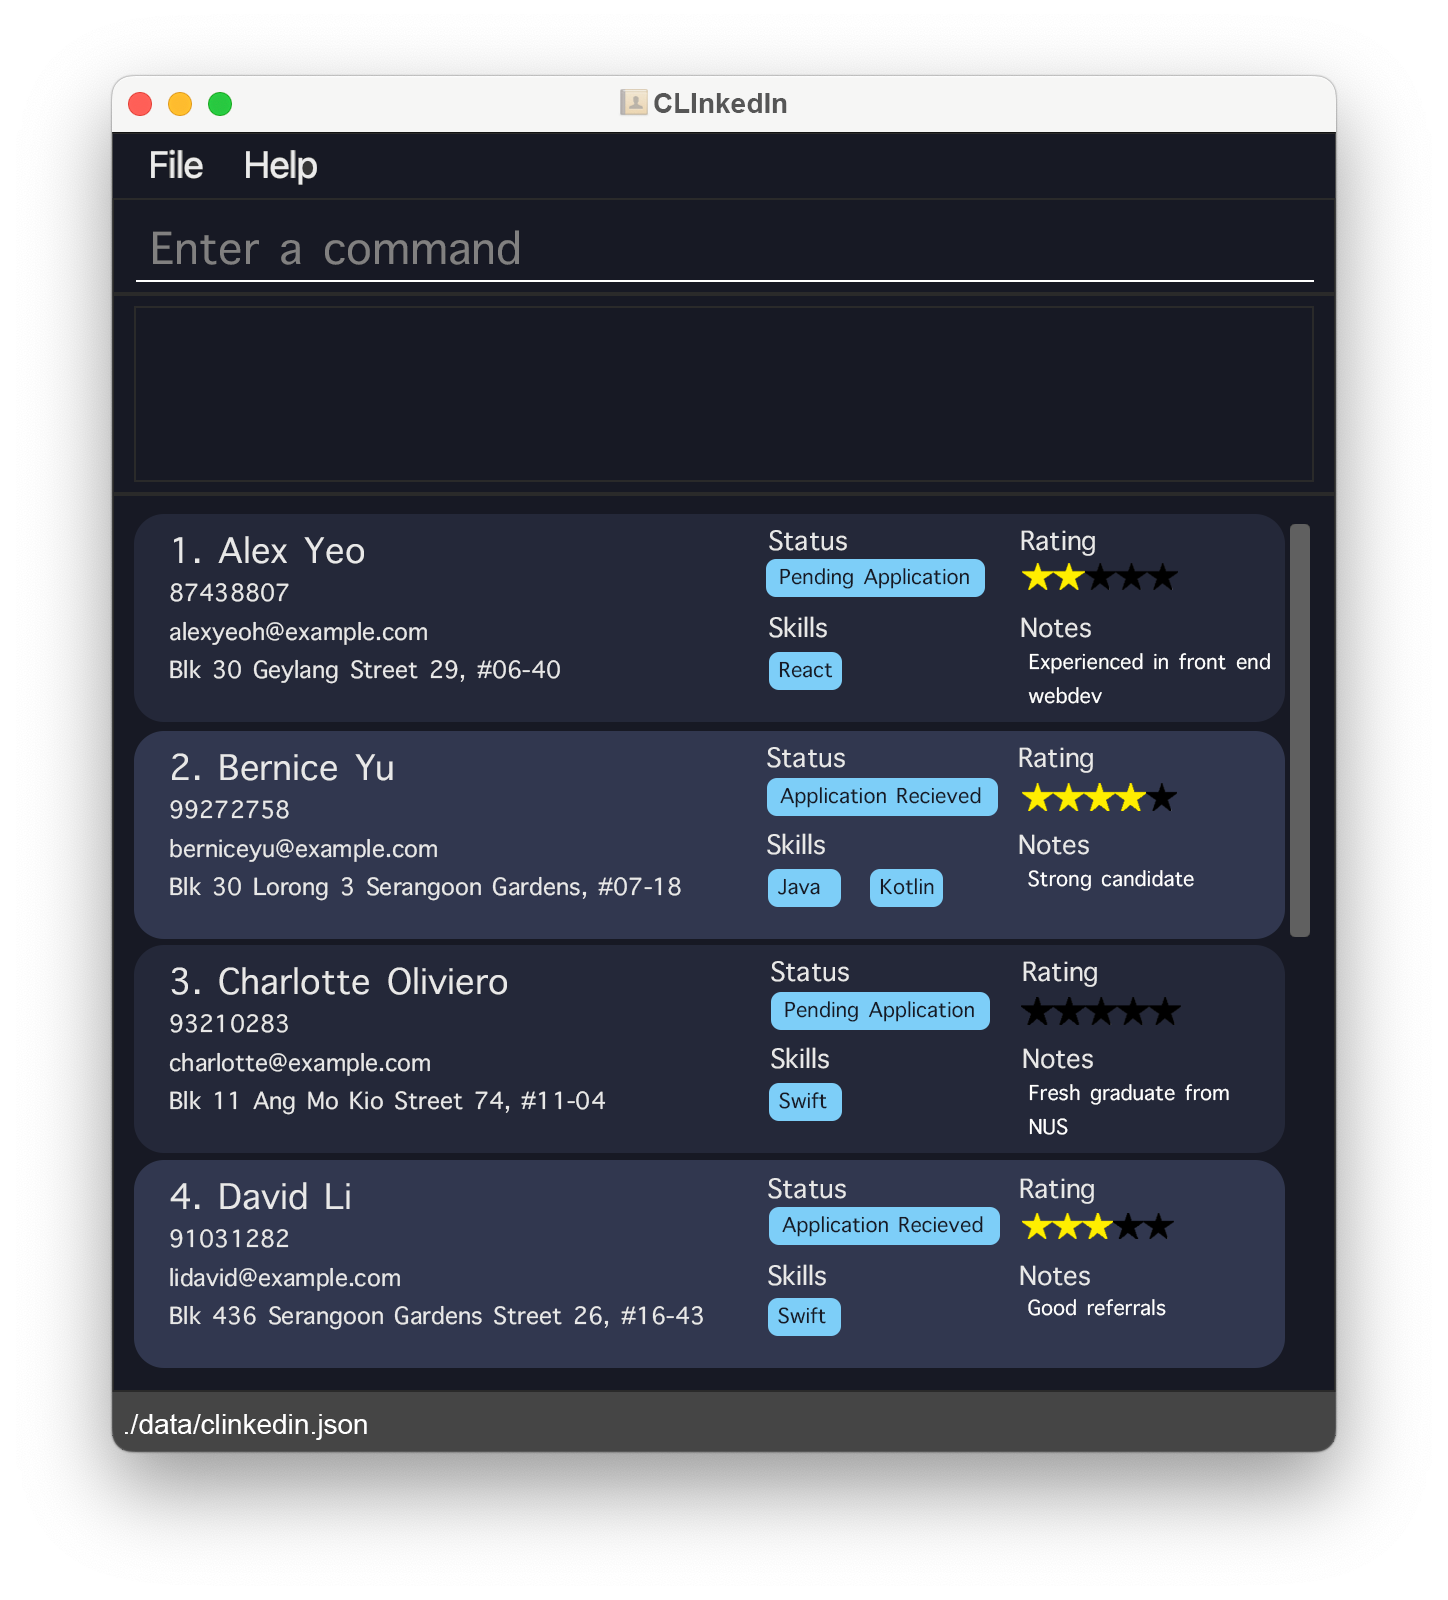 CLInkedIn
File Help
Enter a command
1. Alex Yeo
87438807
alexyeoh@example.com
Blk 30 Geylang Street 29, #06-40
Status
Pending Application
Skills
React
Rating
Notes
Experienced in front end
webdev
2. Bernice Yu
99272758
berniceyu@example.com
Blk 30 Lorong 3 Serangoon Gardens, #07-18
Status
Application Recieved
Skills
Java Kotlin
Rating
Notes
Strong candidate
3. Charlotte Oliviero
93210283
charlotte@example.com
Blk 11 Ang Mo Kio Street 74, #11-04
Status
Pending Application
Skills
Swift
Rating
Notes
Fresh graduate from
NUS
4. David Li
91031282
lidavid@example.com
Blk 436 Serangoon Gardens Street 26, #16-43
Status
Application Recieved
Skills
Swift
Rating
Notes
Good referrals
./data/clinkedin.json